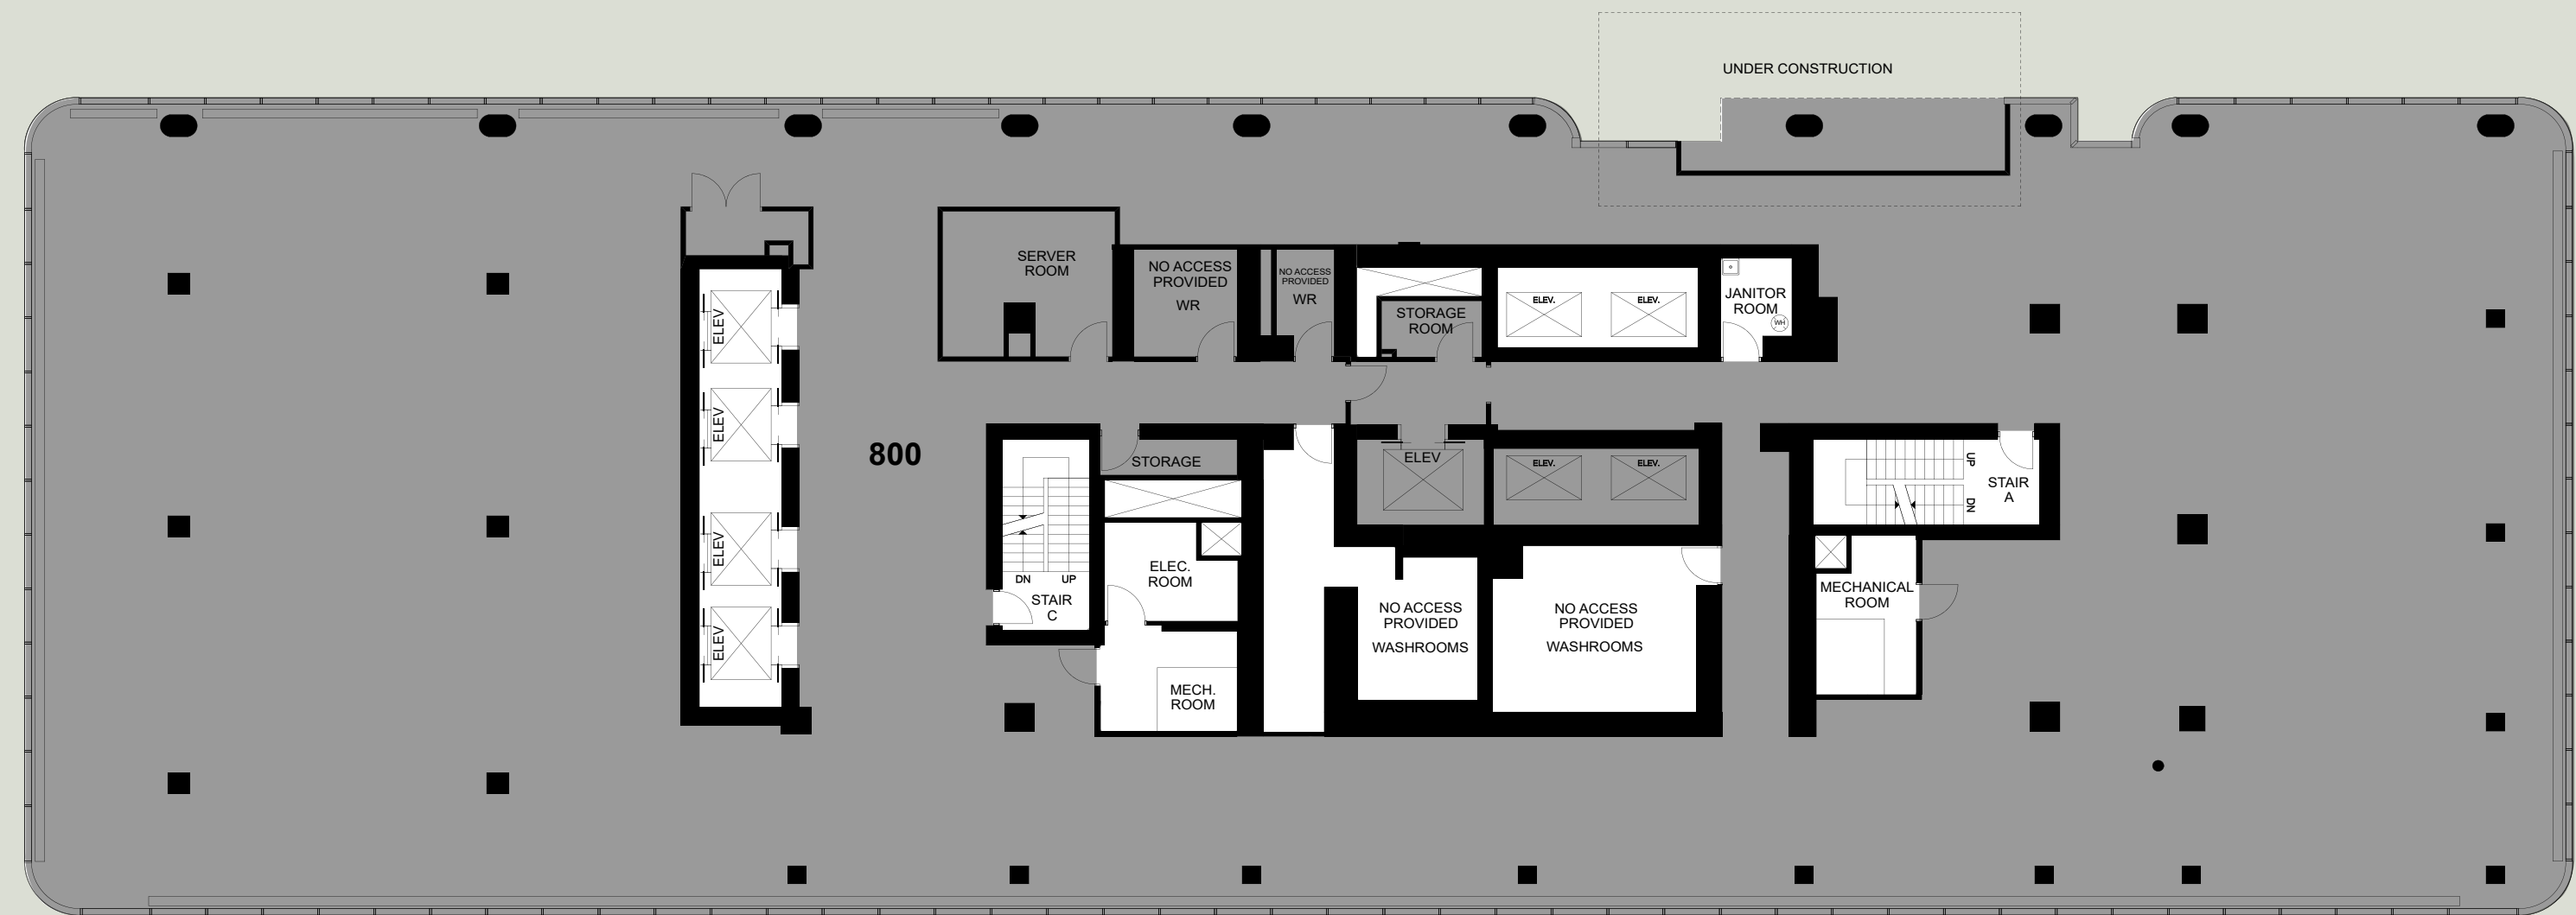 UNDER CONSTRUCTION
SERVER
ROOM
NO ACCESS
PROVIDED
WR
NO ACCESS
PROVIDED
WR
STORAGE
ROOM
ELEV.
ELEV.
JANITOR
ROOM
WH
ELEV
ELEV
ELEV
ELEV
800
STORAGE
ELEV
ELEV.
ELEV.
UP
DN
STAIR
A
DN
UP
STAIR
C
ELEC.
ROOM
MECH.
ROOM
NO ACCESS
PROVIDED
WASHROOMS
NO ACCESS
PROVIDED
WASHROOMS
MECHANICAL
ROOM